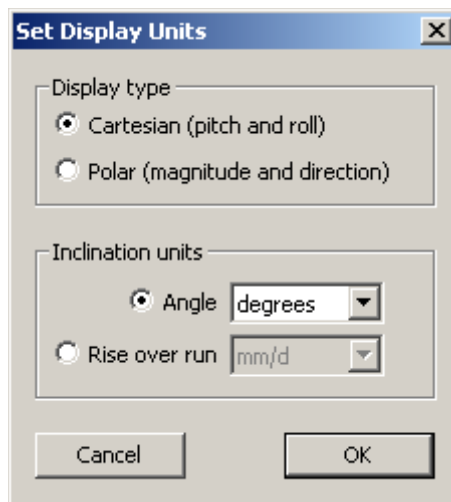 Set Display Units
Display type
Cartesian (pitch and roll)
Polar (magnitude and direction)
Inclination units
Angle degrees
Rise over run mm/d
Cancel OK